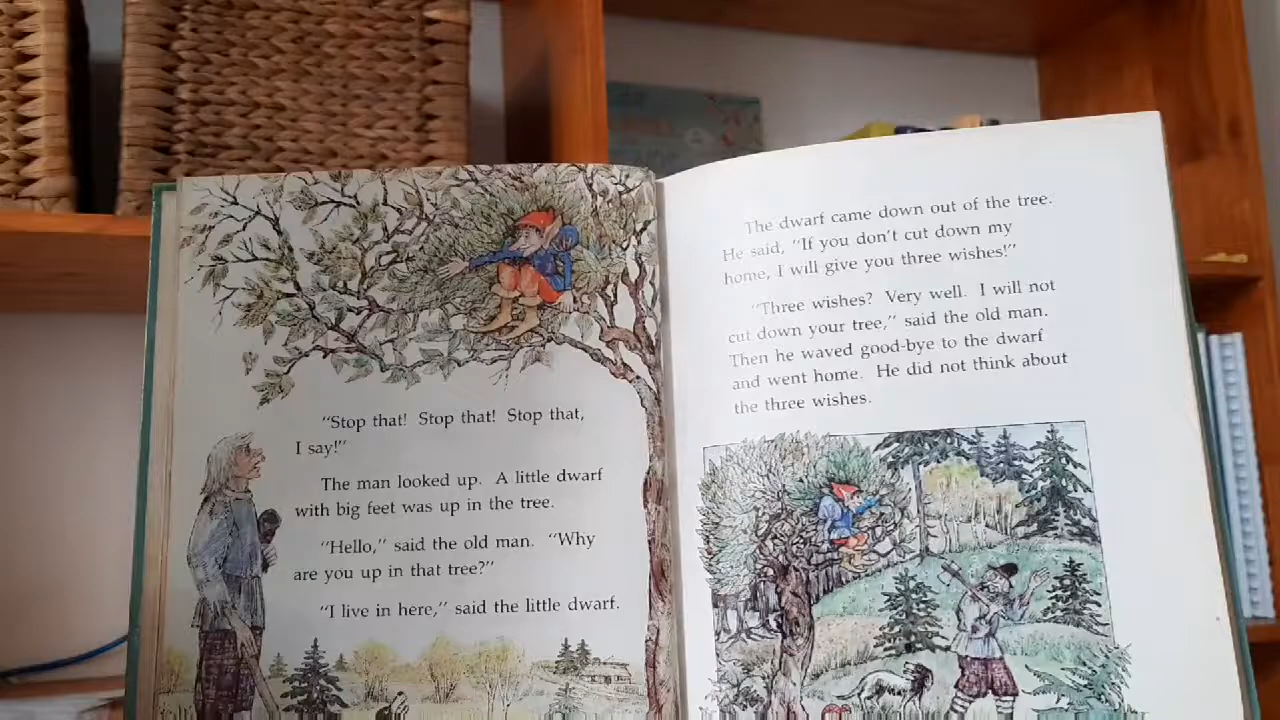 "Stop that! Stop that! Stop that,
I say!"
The man looked up. A little dwarf
with big feet was up in the tree.
"Hello," said the old man. "Why
are you up in that tree?"
"I live in here," said the little dwarf.
The dwarf came down out of the tree.
He said, "If you don't cut down my
home, I will give you three wishes!"
"Three wishes? Very well. I will not
cut down your tree," said the old man.
Then he waved good-bye to the dwarf
and went home. He did not think about
the three wishes.